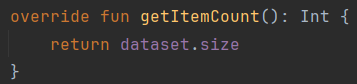 override fun getItemCount(): Int {
    return dataset.size
}